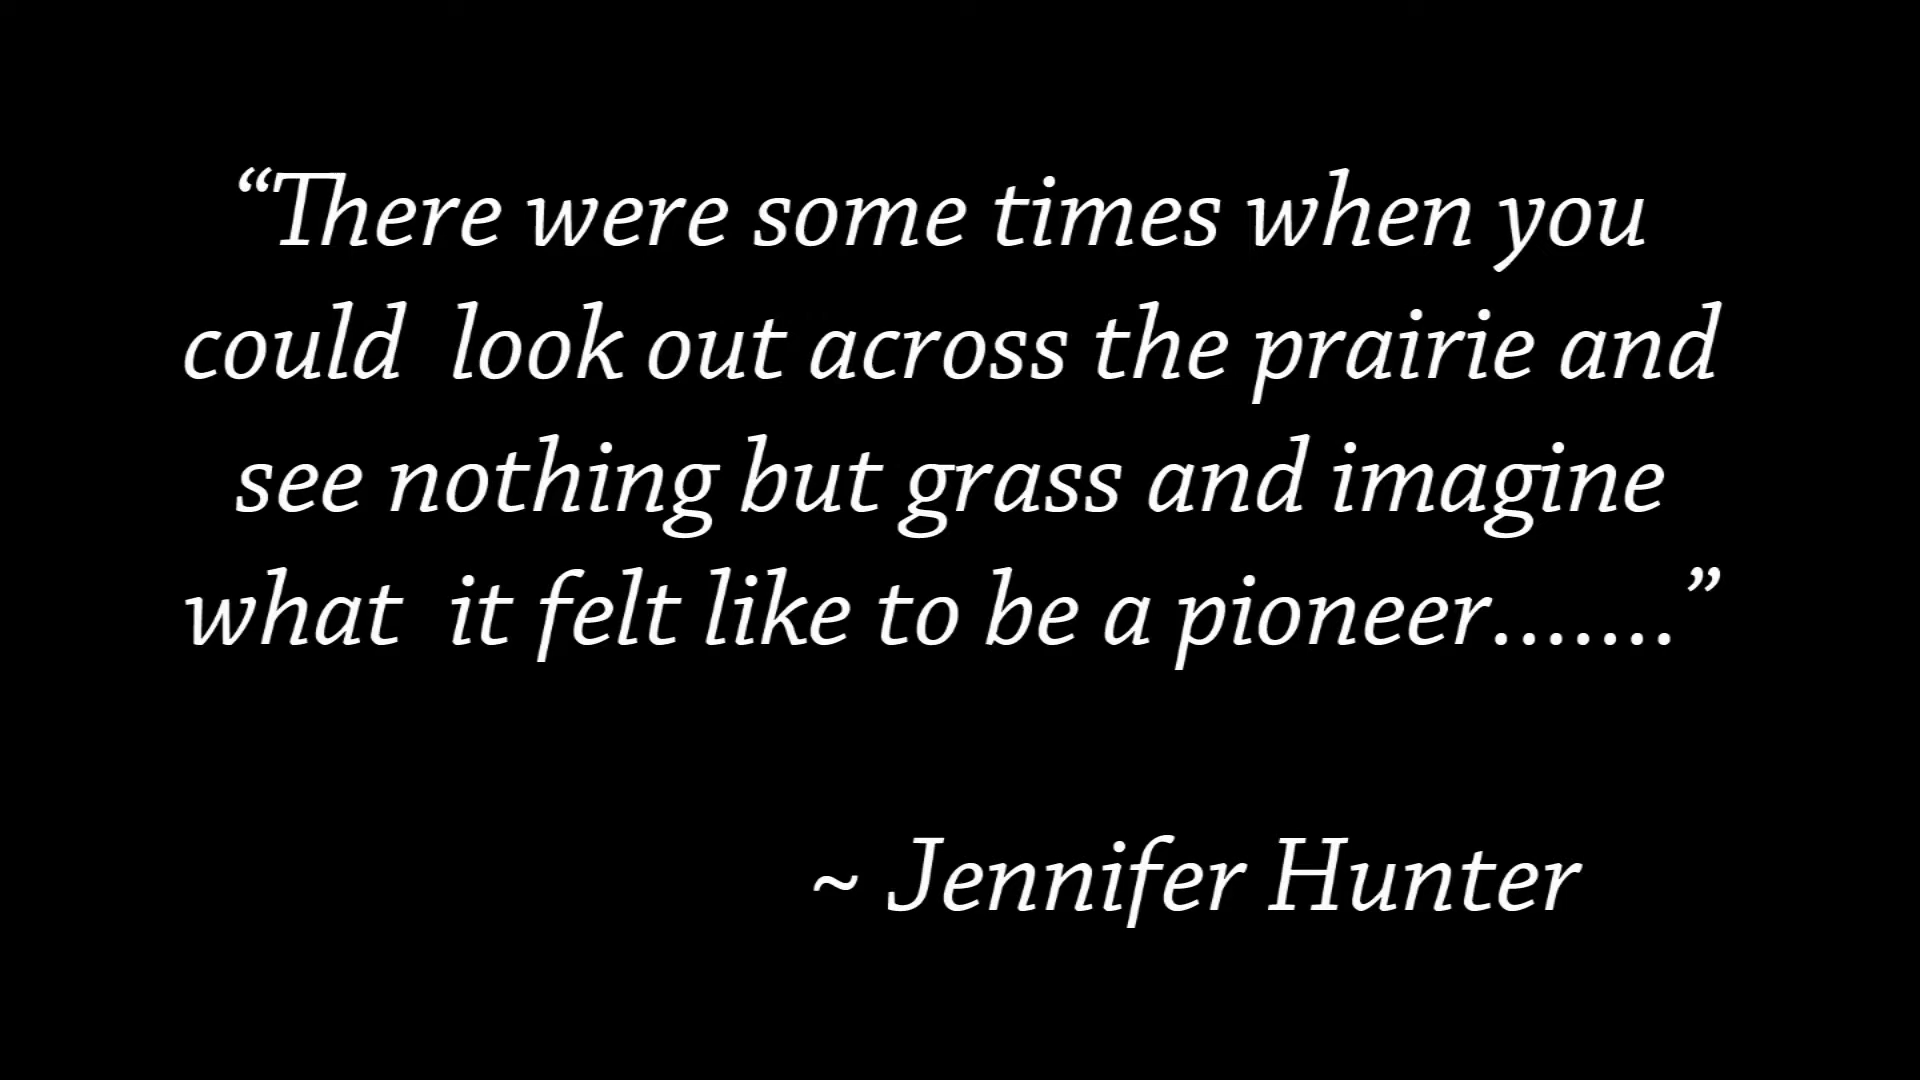 “There were some times when you
could  look out across the prairie and
see nothing but grass and imagine
what  it felt like to be a pioneer.......”
~ Jennifer Hunter